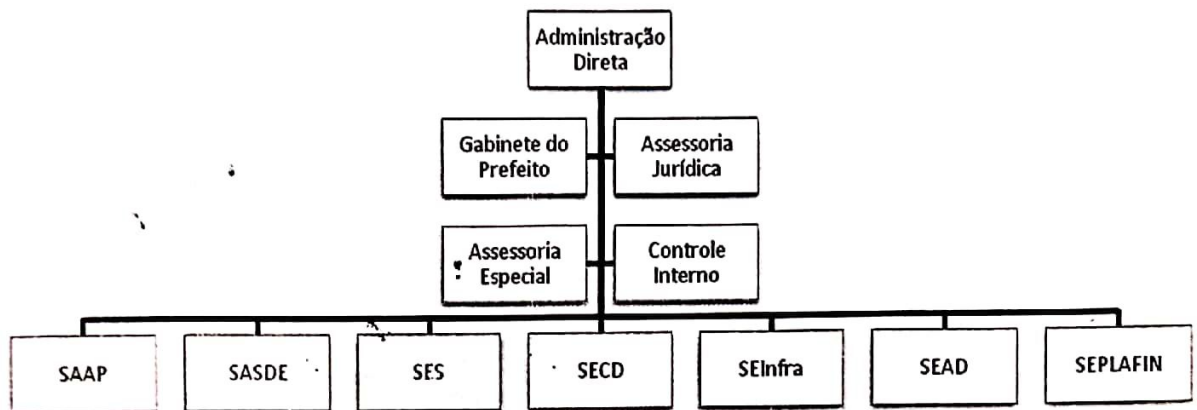 Administração
Direta
Gabinete do
Prefeito
Assessoria
Jurídica
Assessoria
Especial
Controle
Interno
SAAP
SASDE
SES
SECD
SEInfra
SEAD
SEPLAFIN